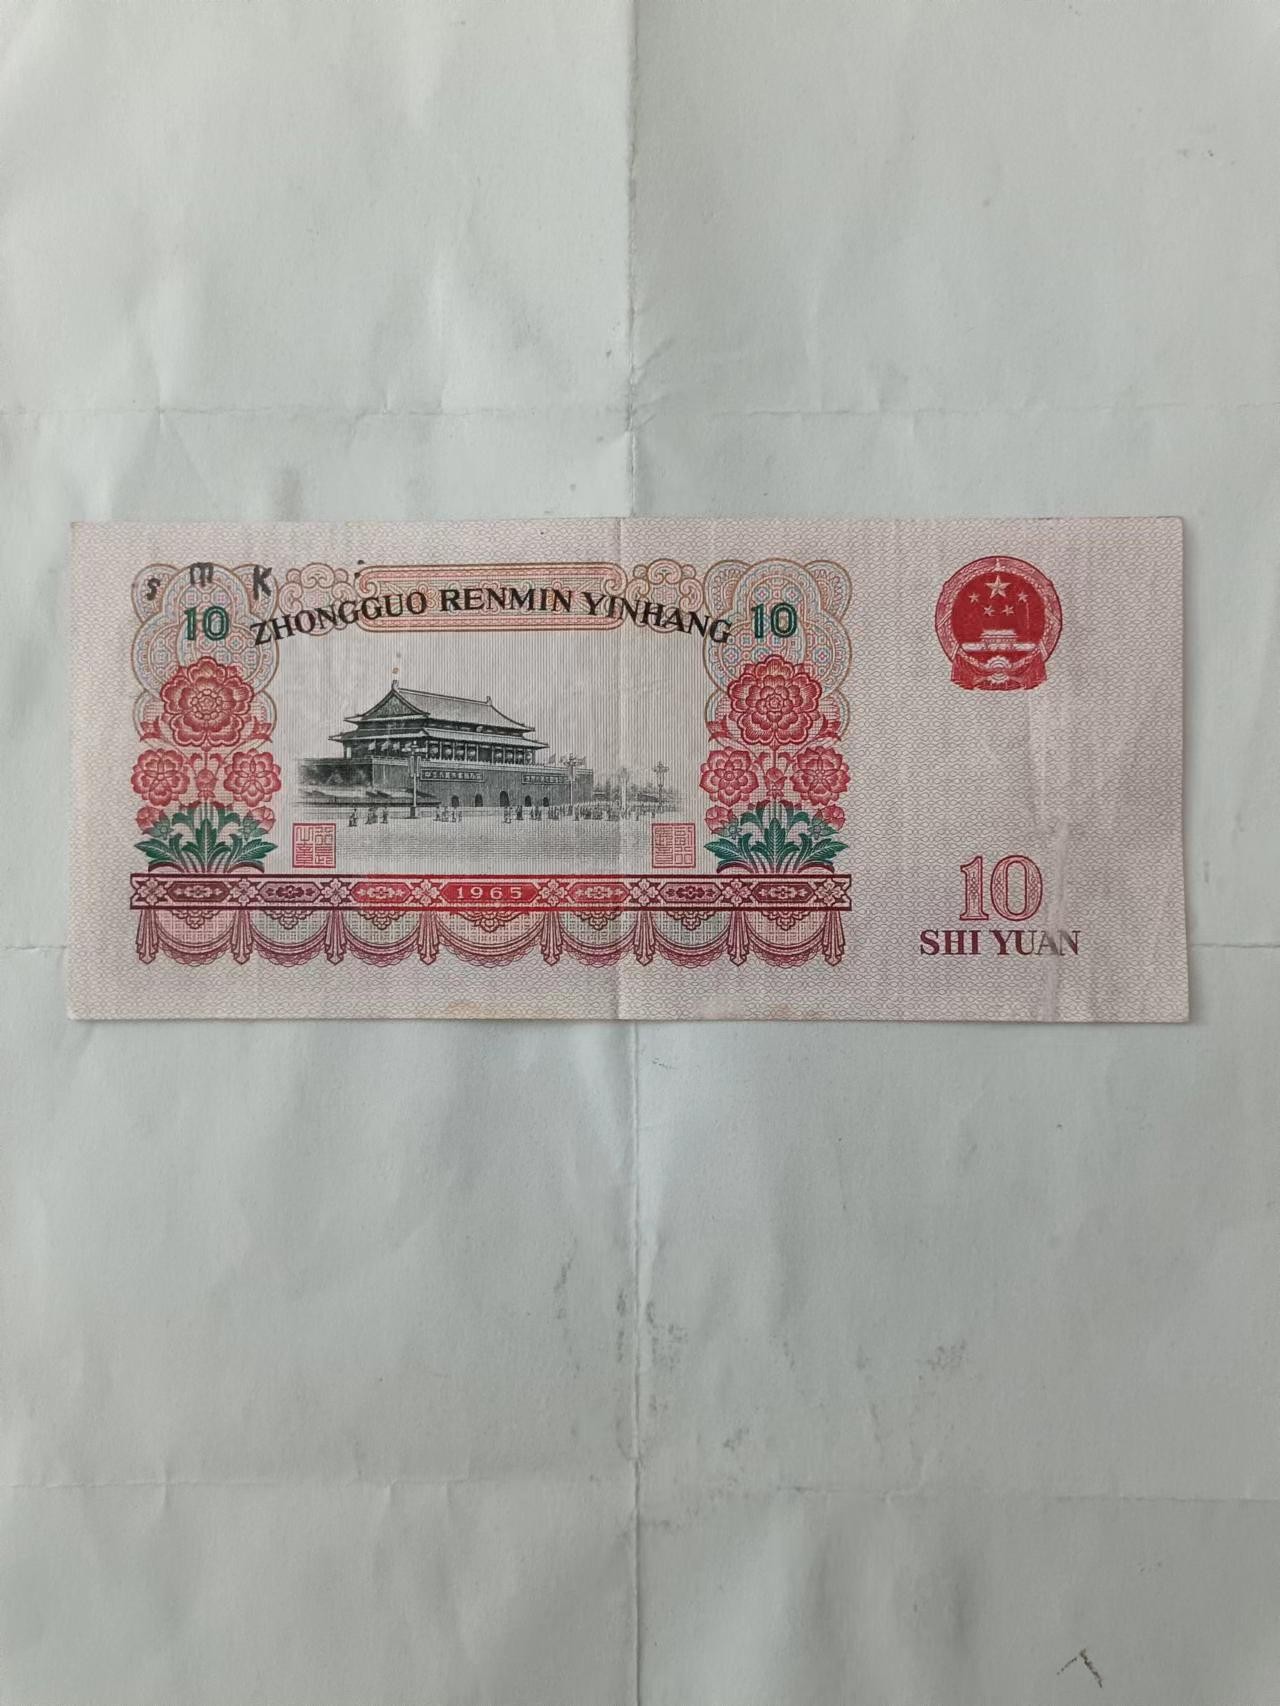 s m K
10 ZHONGGUO RENMIN YINHANG 10
1965
10
SHI YUAN